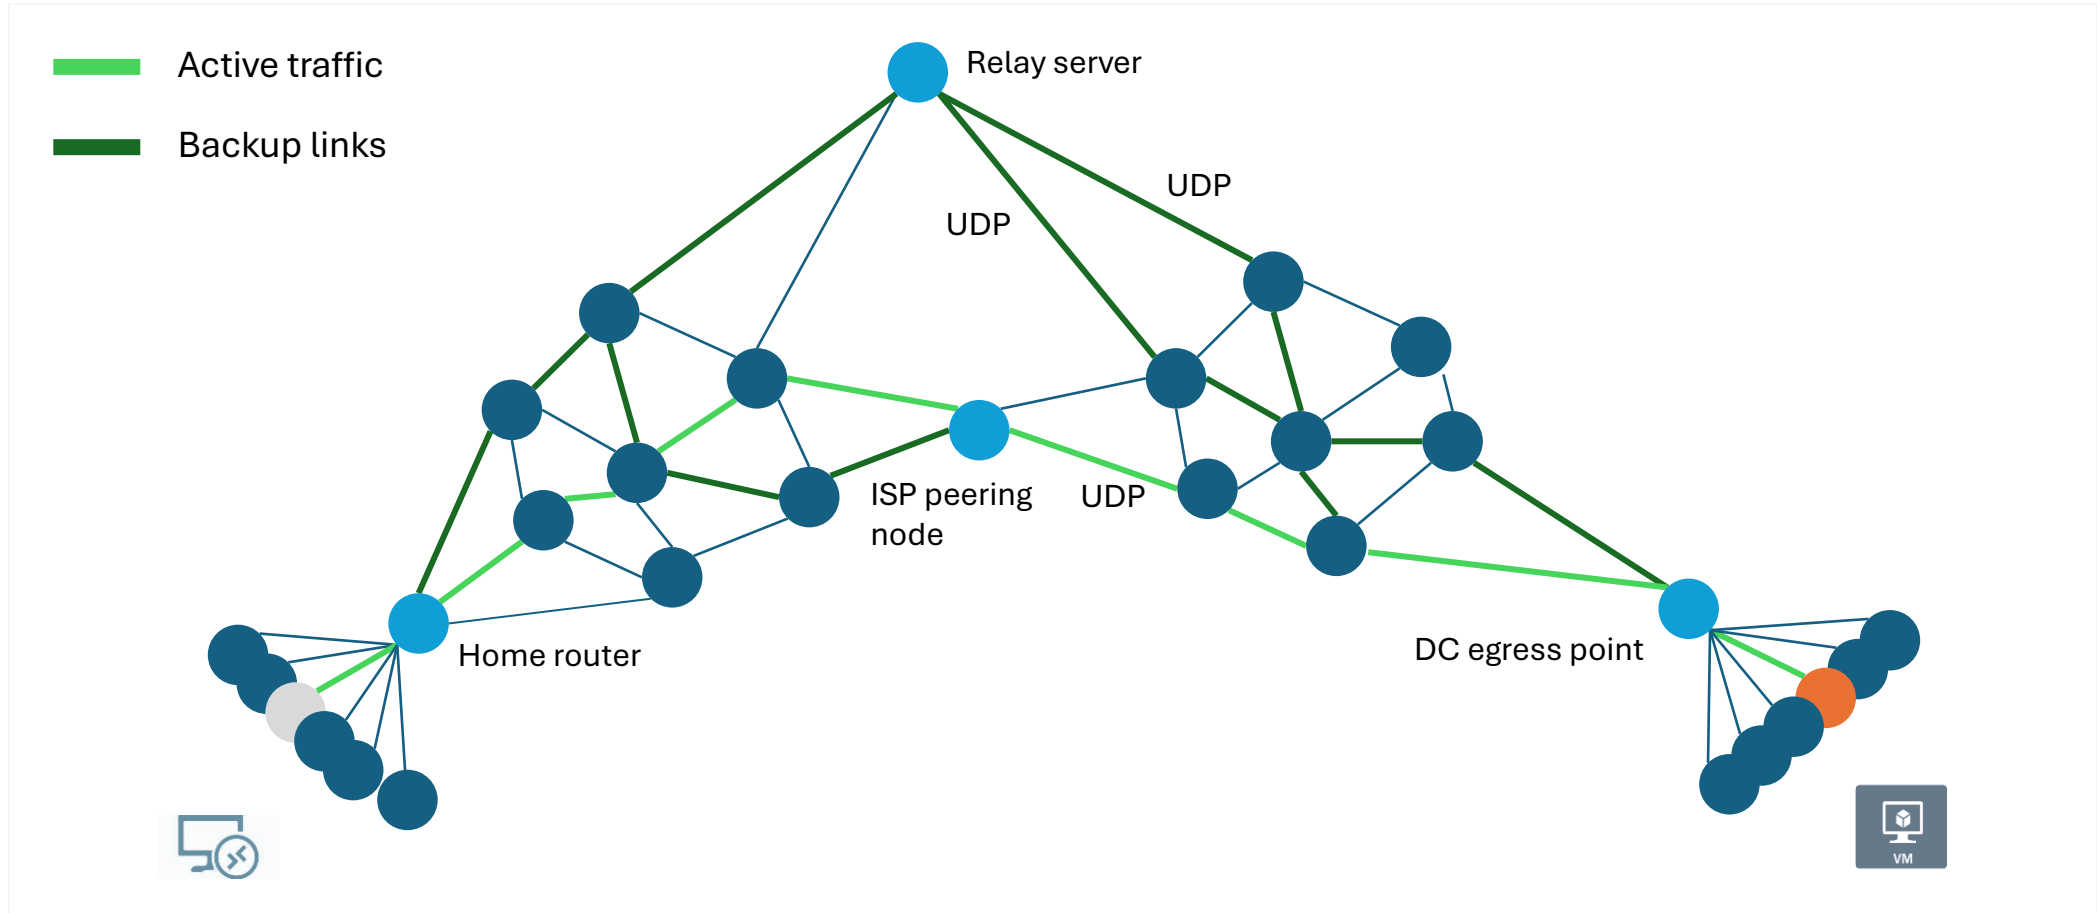 Active traffic
Backup links
Relay server
UDP
UDP
ISP peering
node
UDP
Home router
DC egress point
VM